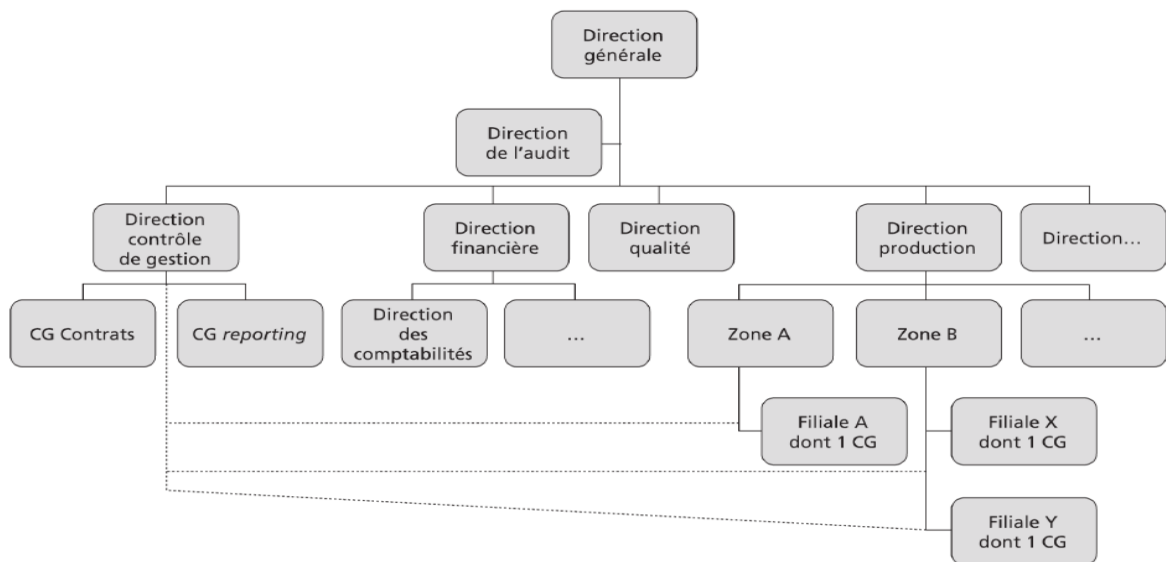 Direction
générale
Direction
de l'audit
Direction
contrôle
de gestion
Direction
financière
Direction
qualité
Direction
production
Direction...
CG Contrats
CG reporting
Direction
des
comptabilités
...
Zone A
Zone B
...
Filiale A
dont 1 CG
Filiale X
dont 1 CG
Filiale Y
dont 1 CG